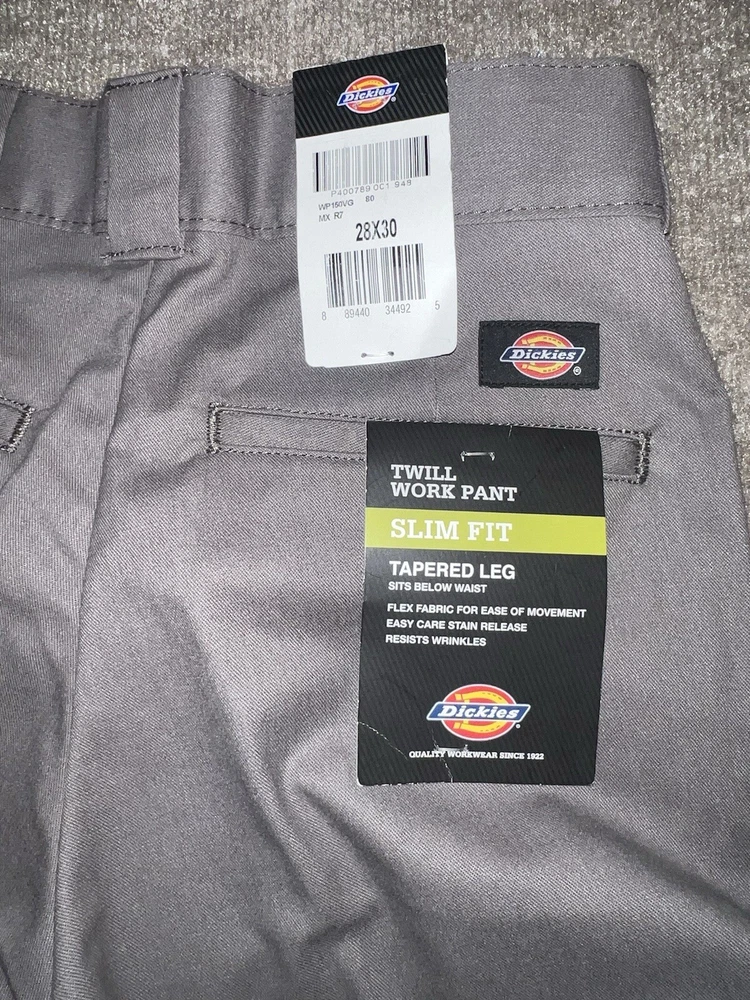 Dickies
P400769 0C1 948
WP150VG 80
MX R7
28X30
8 89440 34492 5
Dickies
TWILL
WORK PANT
SLIM FIT
TAPERED LEG
SITS BELOW WAIST
FLEX FABRIC FOR EASE OF MOVEMENT
EASY CARE STAIN RELEASE
RESISTS WRINKLES
Dickies
QUALITY WORKWEAR SINCE 1922